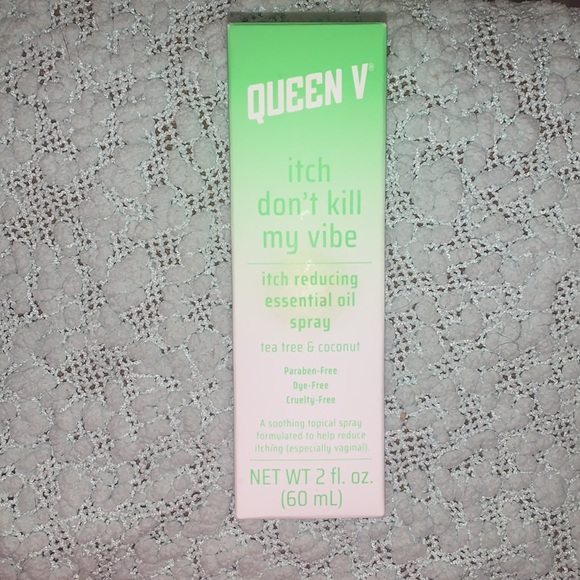 QUEEN V®
itch
don't kill
my vibe
itch reducing
essential oil
spray
tea tree & coconut
Paraben-Free
Dye-Free
Cruelty-Free
A soothing topical spray
formulated to help reduce
itching (especially vaginal)
NET WT 2 fl. oz.
(60 mL)